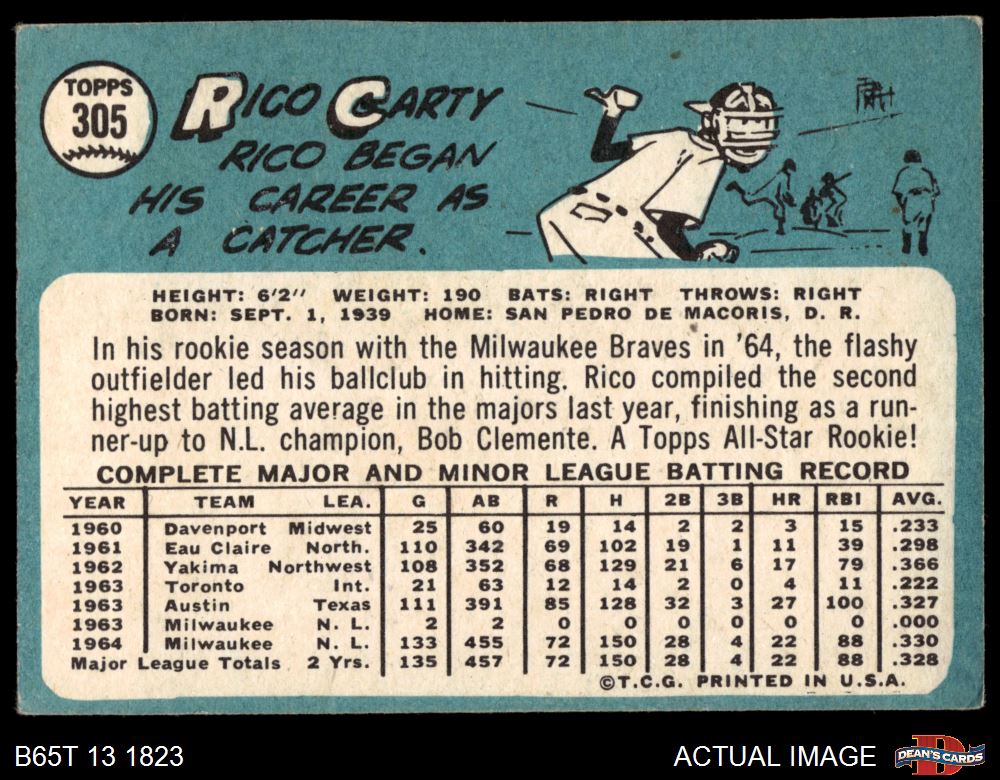 TOPPS
305
RICO CARTY
RICO BEGAN
HIS CAREER AS
A CATCHER.
HEIGHT: 6'2" WEIGHT: 190 BATS: RIGHT THROWS: RIGHT
BORN: SEPT. 1, 1939 HOME: SAN PEDRO DE MACORIS, D. R.
In his rookie season with the Milwaukee Braves in '64, the flashy
outfielder led his ballclub in hitting. Rico compiled the second
highest batting average in the majors last year, finishing as a run-
ner-up to N.L. champion, Bob Clemente. A Topps All-Star Rookie!
COMPLETE MAJOR AND MINOR LEAGUE BATTING RECORD
YEAR TEAM LEA. G AB R H 2B 3B HR RBI AVG.
1960 Davenport Midwest 25 60 19 14 2 2 3 15 .233
1961 Eau Claire North. 110 342 69 102 19 1 11 39 .298
1962 Yakima Northwest 108 352 68 129 21 6 17 79 .366
1963 Toronto Int. 21 63 12 14 2 0 4 11 .222
1963 Austin Texas 111 391 85 128 32 3 27 100 .327
1963 Milwaukee N. L. 2 2 0 0 0 0 0 0 .000
1964 Milwaukee N. L. 133 455 72 150 28 4 22 88 .330
Major League Totals 2 Yrs. 135 457 72 150 28 4 22 88 .328
©T.C.G. PRINTED IN U.S.A.
B65T 13 1823 ACTUAL IMAGE DEAN'S CARDS